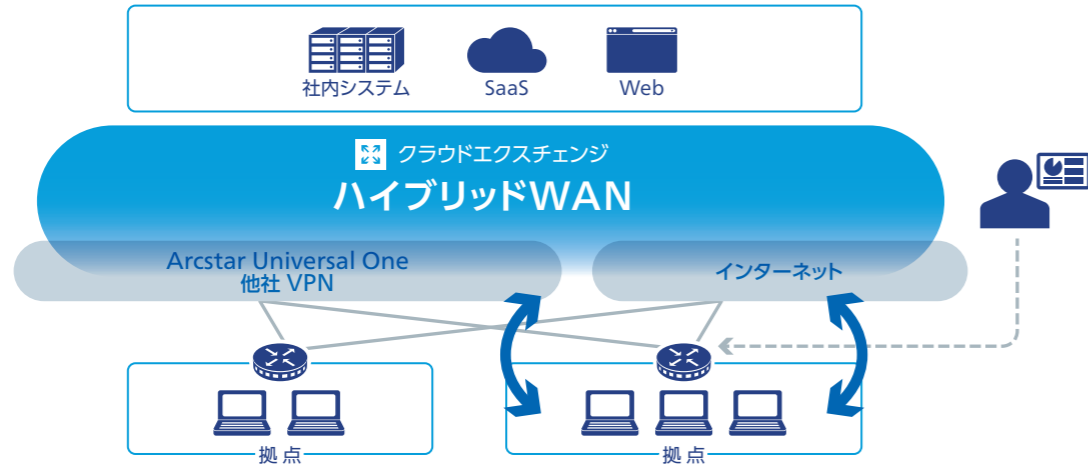 社内システム
SaaS
Web
クラウドエクスチェンジ
ハイブリッドWAN
Arcstar Universal One
他社 VPN
インターネット
拠点
拠点